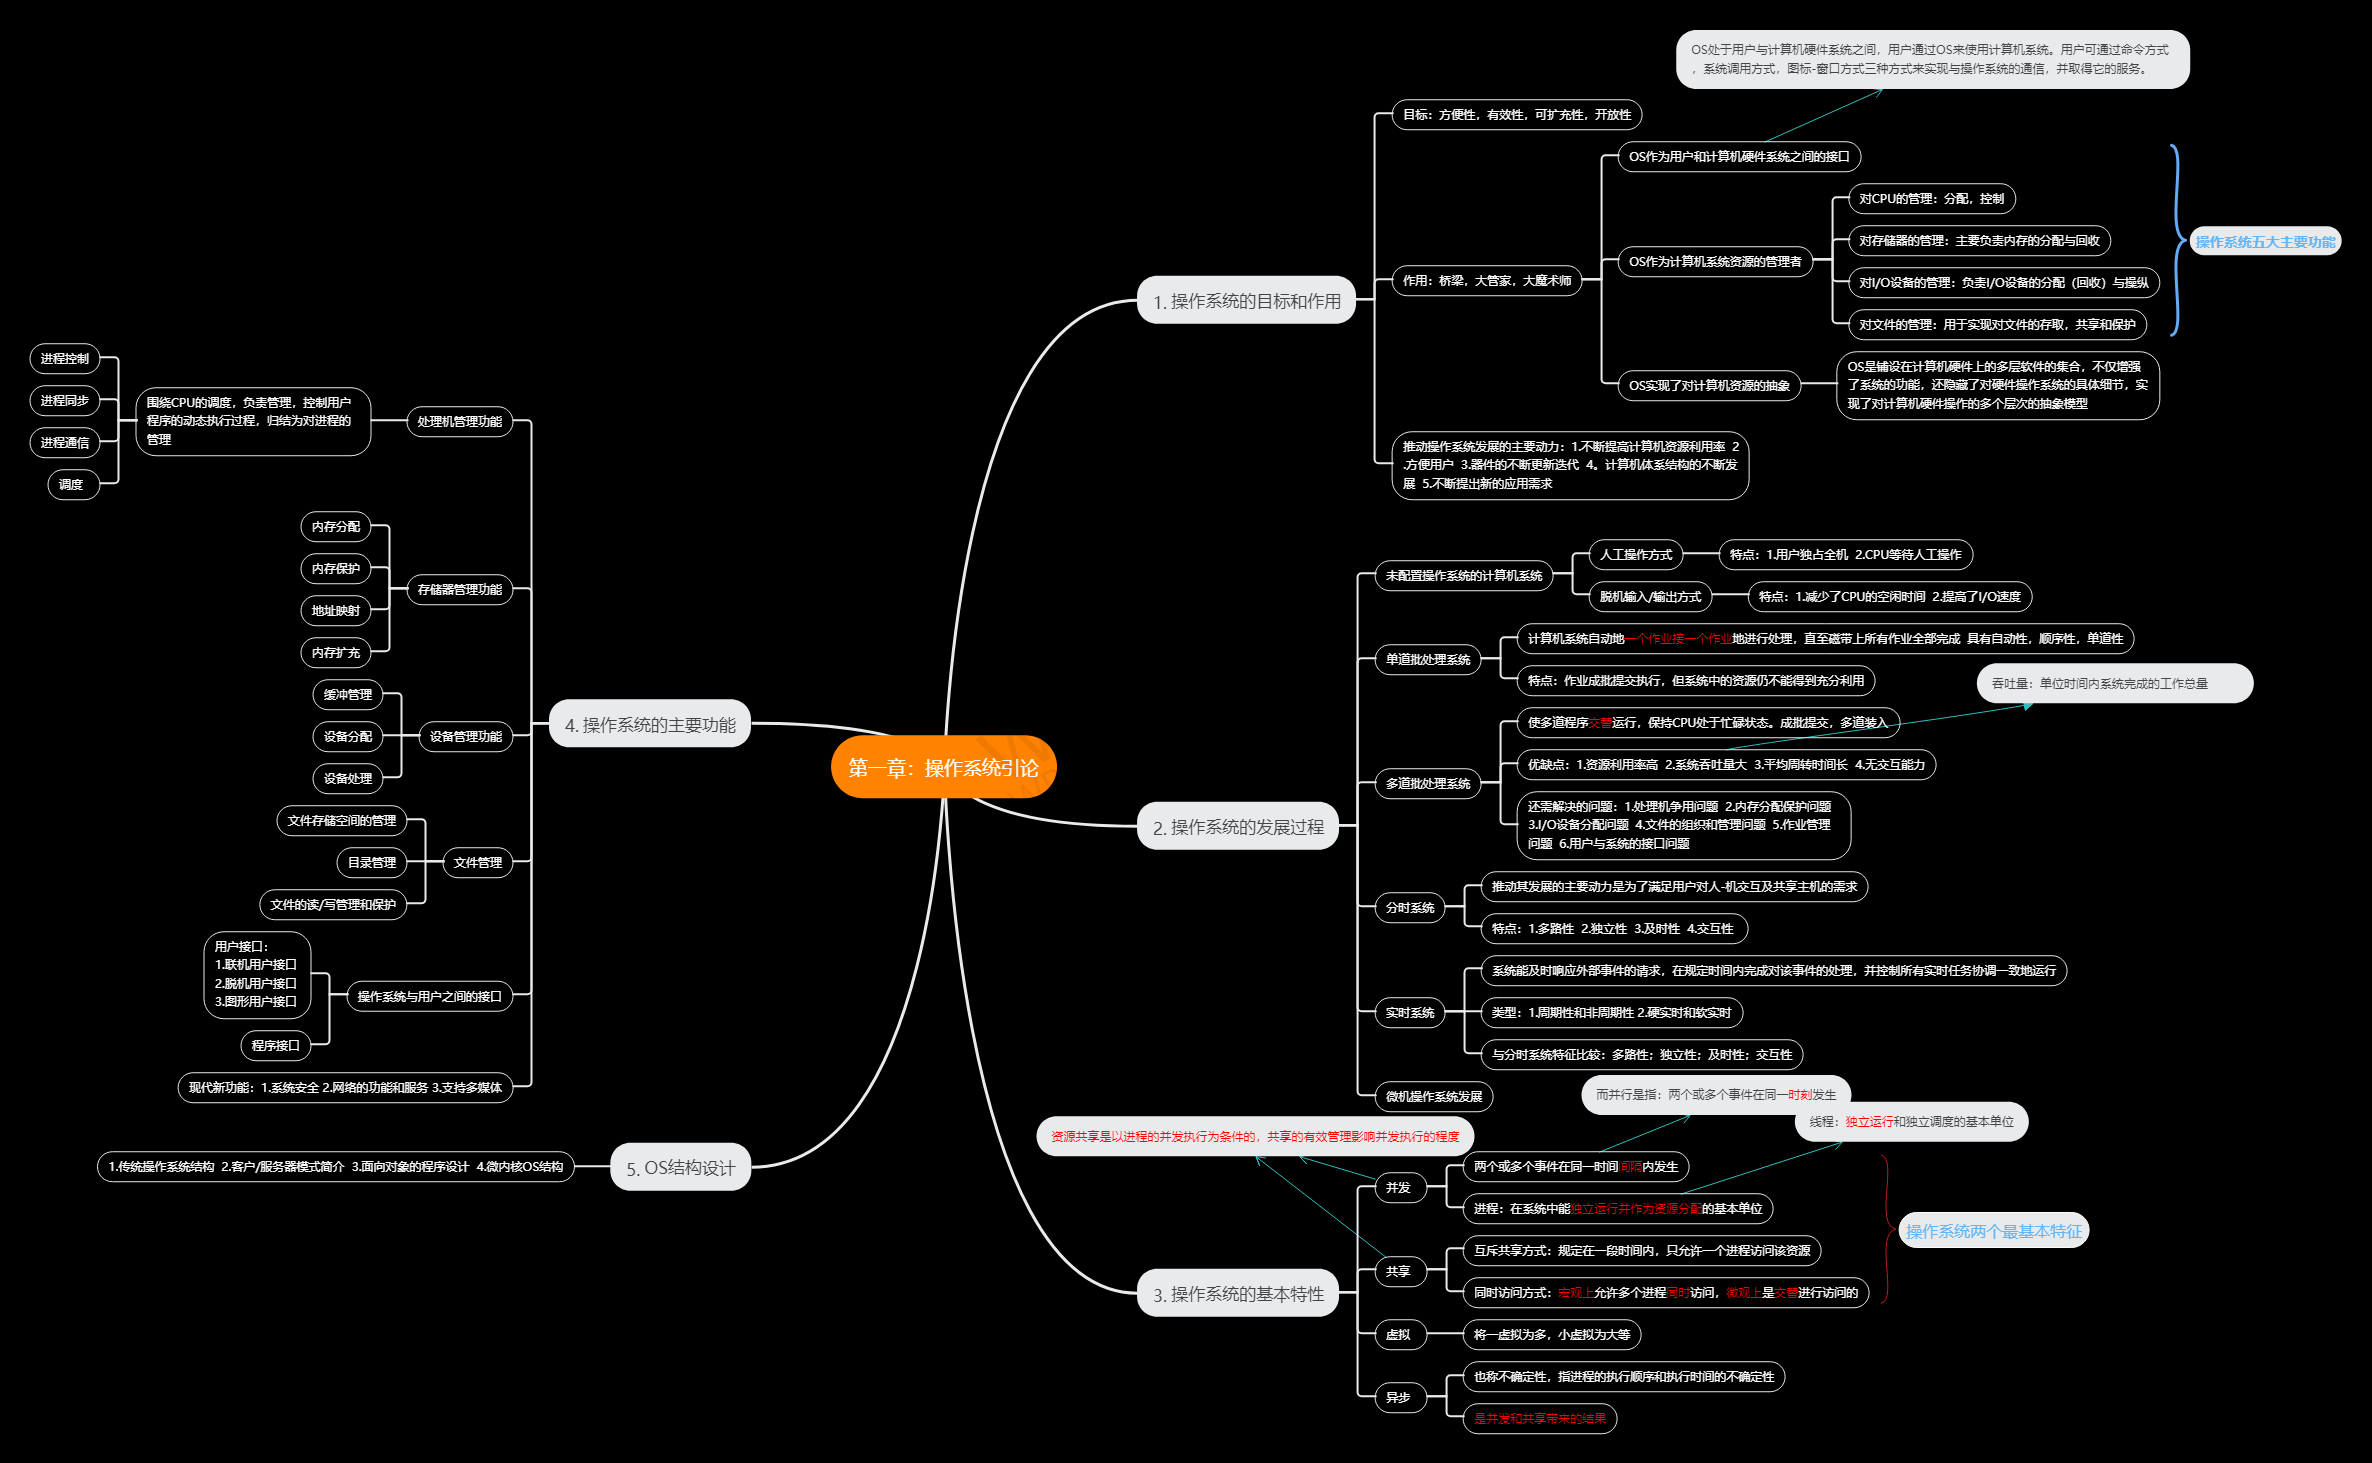 第一章：操作系统引论
1. 操作系统的目标和作用
目标：方便性，有效性，可扩充性，开放性
作用：桥梁，大管家，大魔术师
OS作为用户和计算机硬件系统之间的接口
OS处于用户与计算机硬件系统之间，用户通过OS来使用计算机系统。用户可通过命令方式
，系统调用方式，图标-窗口方式三种方式来实现与操作系统的通信，并取得它的服务。
OS作为计算机系统资源的管理者
对CPU的管理：分配，控制
对存储器的管理：主要负责内存的分配与回收
对I/O设备的管理：负责I/O设备的分配（回收）与操纵
对文件的管理：用于实现对文件的存取，共享和保护
操作系统五大主要功能
OS实现了对计算机资源的抽象
OS是铺设在计算机硬件上的多层软件的集合，不仅增强
了系统的功能，还隐藏了对硬件操作系统的具体细节，实
现了对计算机硬件操作的多个层次的抽象模型
推动操作系统发展的主要动力：1.不断提高计算机资源利用率 2
.方便用户 3.器件的不断更新迭代 4。计算机体系结构的不断发
展 5.不断提出新的应用需求
2. 操作系统的发展过程
未配置操作系统的计算机系统
人工操作方式
特点：1.用户独占全机 2.CPU等待人工操作
脱机输入/输出方式
特点：1.减少了CPU的空闲时间 2.提高了I/O速度
单道批处理系统
计算机系统自动地一个作业接一个作业地进行处理，直至磁带上所有作业全部完成 具有自动性，顺序性，单道性
特点：作业成批提交执行，但系统中的资源仍不能得到充分利用
多道批处理系统
使多道程序交替运行，保持CPU处于忙碌状态。成批提交，多道装入
优缺点：1.资源利用率高 2.系统吞吐量大 3.平均周转时间长 4.无交互能力
吞吐量：单位时间内系统完成的工作总量
还需解决的问题：1.处理机争用问题 2.内存分配保护问题
3.I/O设备分配问题 4.文件的组织和管理问题 5.作业管理
问题 6.用户与系统的接口问题
分时系统
推动其发展的主要动力是为了满足用户对人-机交互及共享主机的需求
特点：1.多路性 2.独立性 3.及时性 4.交互性
实时系统
系统能及时响应外部事件的请求，在规定时间内完成对该事件的处理，并控制所有实时任务协调一致地运行
类型：1.周期性和非周期性 2.硬实时和软实时
与分时系统特征比较：多路性；独立性；及时性；交互性
微机操作系统发展
3. 操作系统的基本特性
资源共享是以进程的并发执行为条件的，共享的有效管理影响并发执行的程度
并发
两个或多个事件在同一时间间隔内发生
而并行是指：两个或多个事件在同一时刻发生
进程：在系统中能独立运行并作为资源分配的基本单位
线程：独立运行和独立调度的基本单位
共享
互斥共享方式：规定在一段时间内，只允许一个进程访问该资源
同时访问方式：宏观上允许多个进程同时访问，微观上是交替进行访问的
操作系统两个最基本特征
虚拟
将一虚拟为多，小虚拟为大等
异步
也称不确定性，指进程的执行顺序和执行时间的不确定性
是并发和共享带来的结果
4. 操作系统的主要功能
处理机管理功能
围绕CPU的调度，负责管理，控制用户
程序的动态执行过程，归结为对进程的
管理
进程控制
进程同步
进程通信
调度
存储器管理功能
内存分配
内存保护
地址映射
内存扩充
设备管理功能
缓冲管理
设备分配
设备处理
文件管理
文件存储空间的管理
目录管理
文件的读/写管理和保护
操作系统与用户之间的接口
用户接口：
1.联机用户接口
2.脱机用户接口
3.图形用户接口
程序接口
现代新功能：1.系统安全 2.网络的功能和服务 3.支持多媒体
5. OS结构设计
1.传统操作系统结构 2.客户/服务器模式简介 3.面向对象的程序设计 4.微内核OS结构